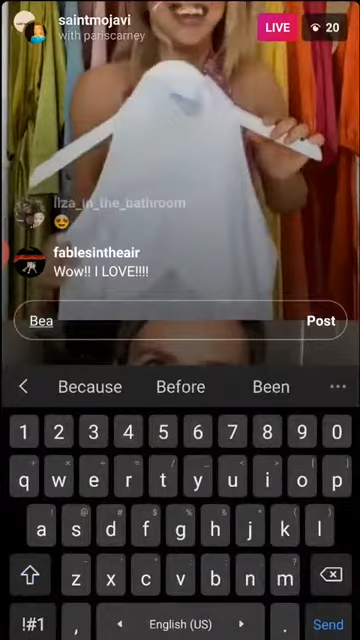 saintmojavi
with pariscarney
LIVE
20
liza_in_the_bathroom
😍
fablesintheair
Wow!! I LOVE!!!!
Bea
Post
Because Before Been
1 2 3 4 5 6 7 8 9 0
q w e r t y u i o p
a s d f g h j k l
z x c v b n m
!#1 , English (US) . Send